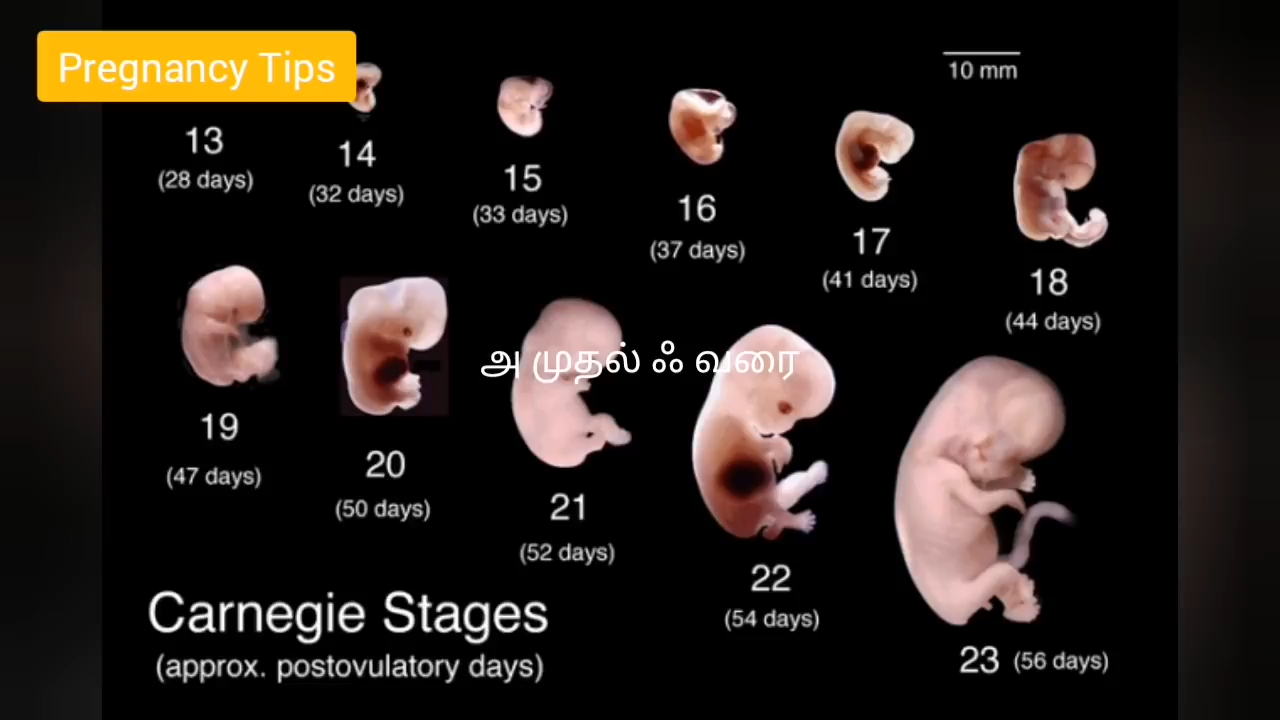 Pregnancy Tips
10 mm
13
(28 days)
14
(32 days)
15
(33 days)
16
(37 days)
17
(41 days)
18
(44 days)
19
(47 days)
20
(50 days)
21
(52 days)
22
(54 days)
23 (56 days)
அ முதல் ஃ வரை
Carnegie Stages
(approx. postovulatory days)